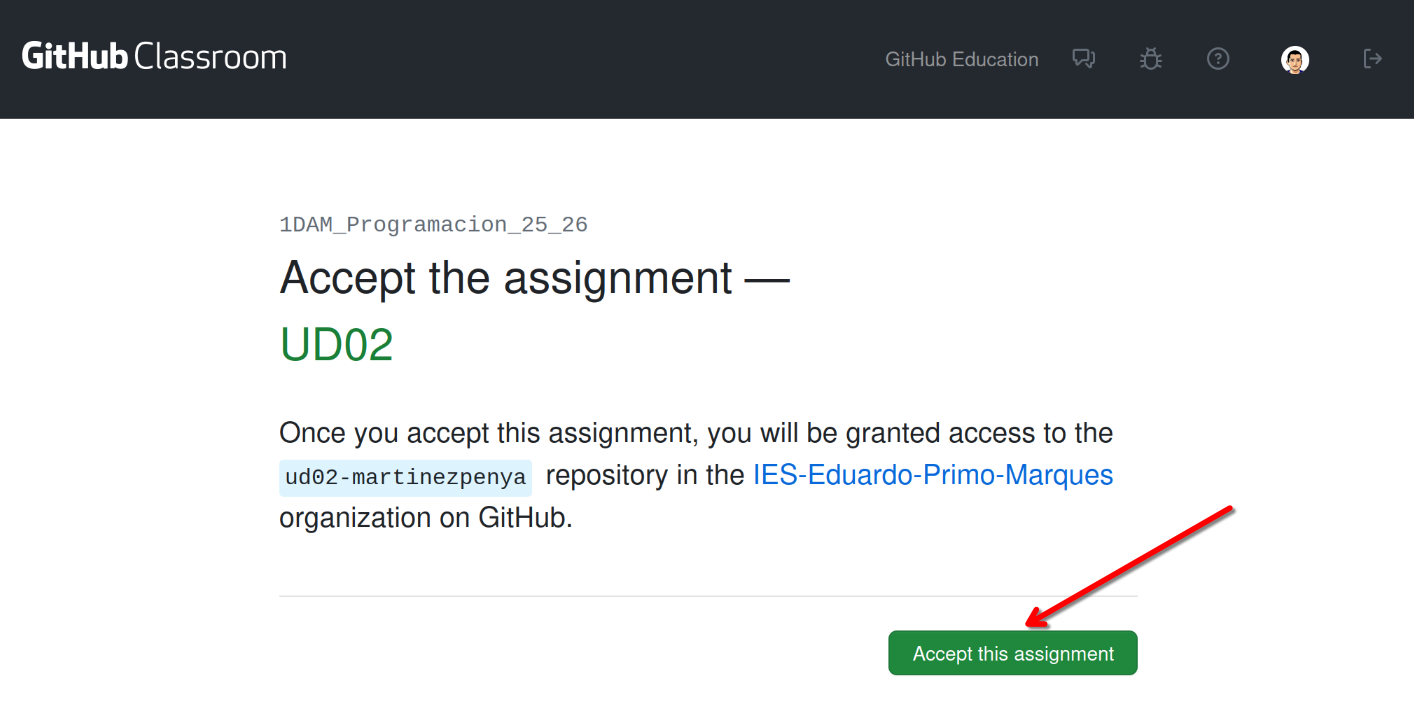 GitHub Classroom
GitHub Education
1DAM_Programacion_25_26
Accept the assignment —
UD02
Once you accept this assignment, you will be granted access to the
ud02-martinezpenya repository in the IES-Eduardo-Primo-Marques
organization on GitHub.
Accept this assignment